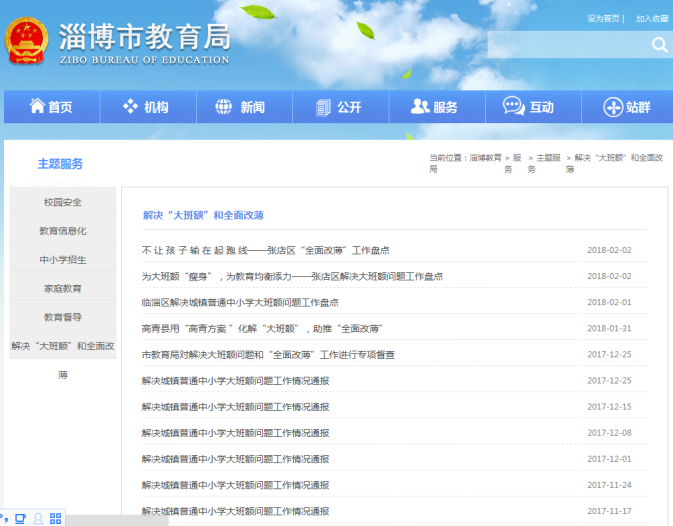 设为首页 | 加入收藏
淄博市教育局
ZIBO BUREAU OF EDUCATION
首页 机构 新闻 公开 服务 互动 站群
主题服务
当前位置：淄博教育局 > 服务 > 主题服务 > 解决“大班额”和全面改薄
校园安全
教育信息化
中小学招生
家庭教育
教育督导
解决“大班额”和全面改
薄
解决“大班额”和全面改薄
不 让 孩 子 输 在 起 跑 线——张店区“全面改薄”工作盘点 2018-02-02
为大班额“瘦身”，为教育均衡添力——张店区解决大班额问题工作盘点 2018-02-02
临淄区解决城镇普通中小学大班额问题工作盘点 2018-02-01
高青县用“高青方案 ”化解“大班额”，助推“全面改薄” 2018-01-31
市教育局对解决大班额问题和“全面改薄”工作进行专项督查 2017-12-25
解决城镇普通中小学大班额问题工作情况通报 2017-12-25
解决城镇普通中小学大班额问题工作情况通报 2017-12-15
解决城镇普通中小学大班额问题工作情况通报 2017-12-08
解决城镇普通中小学大班额问题工作情况通报 2017-12-01
解决城镇普通中小学大班额问题工作情况通报 2017-11-24
解决城镇普通中小学大班额问题工作情况通报 2017-11-17